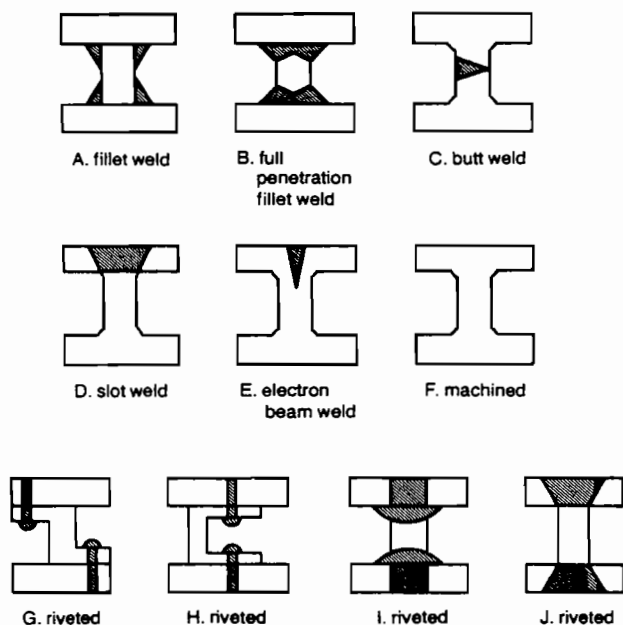 A. fillet weld
B. full
penetration
fillet weld
C. butt weld
D. slot weld
E. electron
beam weld
F. machined
G. riveted
H. riveted
I. riveted
J. riveted